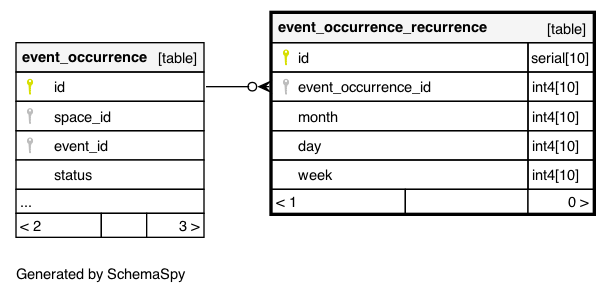 event_occurrence [table]
id
space_id
event_id
status
...
< 2 3 >
event_occurrence_recurrence [table]
id serial[10]
event_occurrence_id int4[10]
month int4[10]
day int4[10]
week int4[10]
< 1 0 >
Generated by SchemaSpy